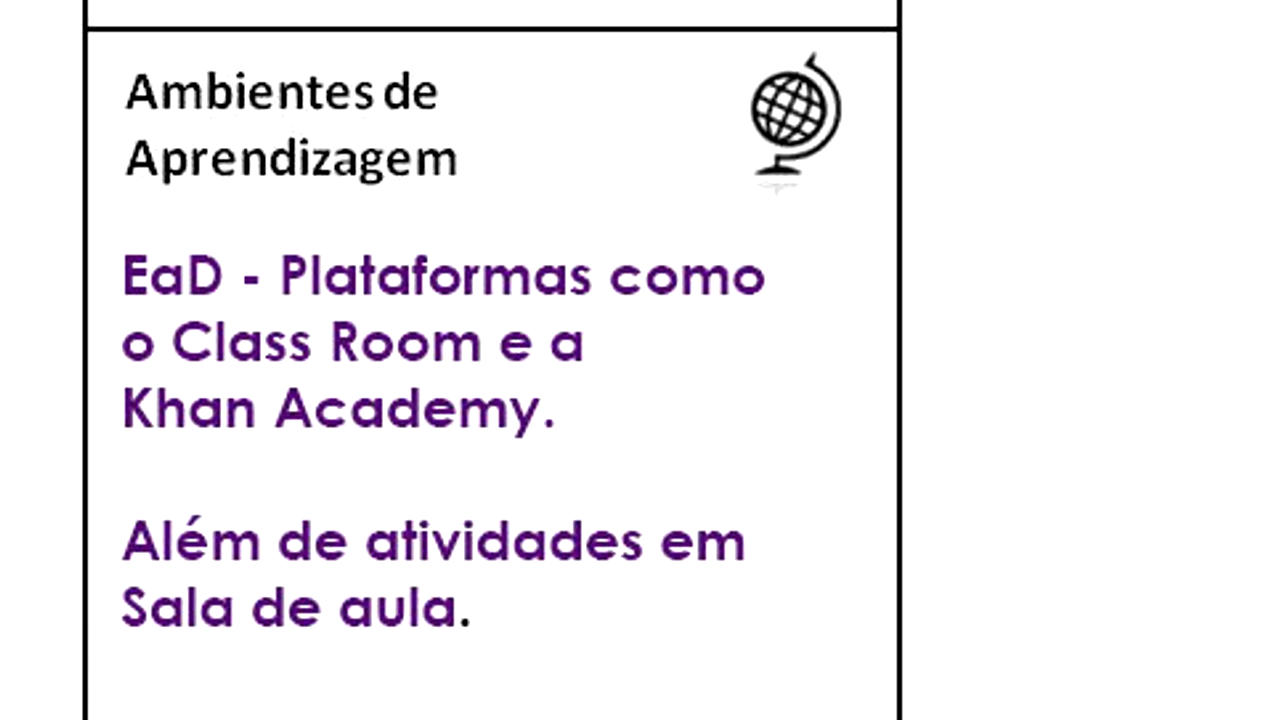 Ambientes de
Aprendizagem
EaD - Plataformas como
o Class Room e a
Khan Academy.
Além de atividades em
Sala de aula.